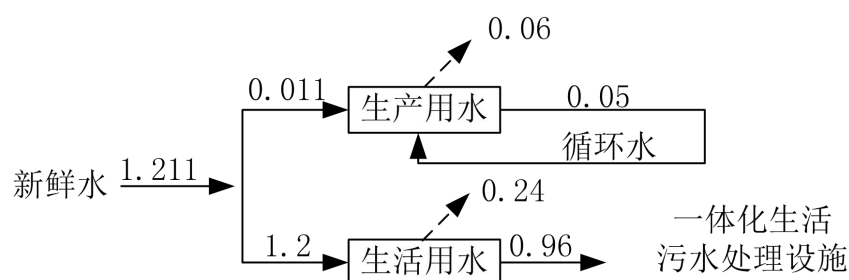 0.06
0.011
生产用水
0.05
循环水
新鲜水
1.211
0.24
1.2
生活用水
0.96
一体化生活
污水处理设施